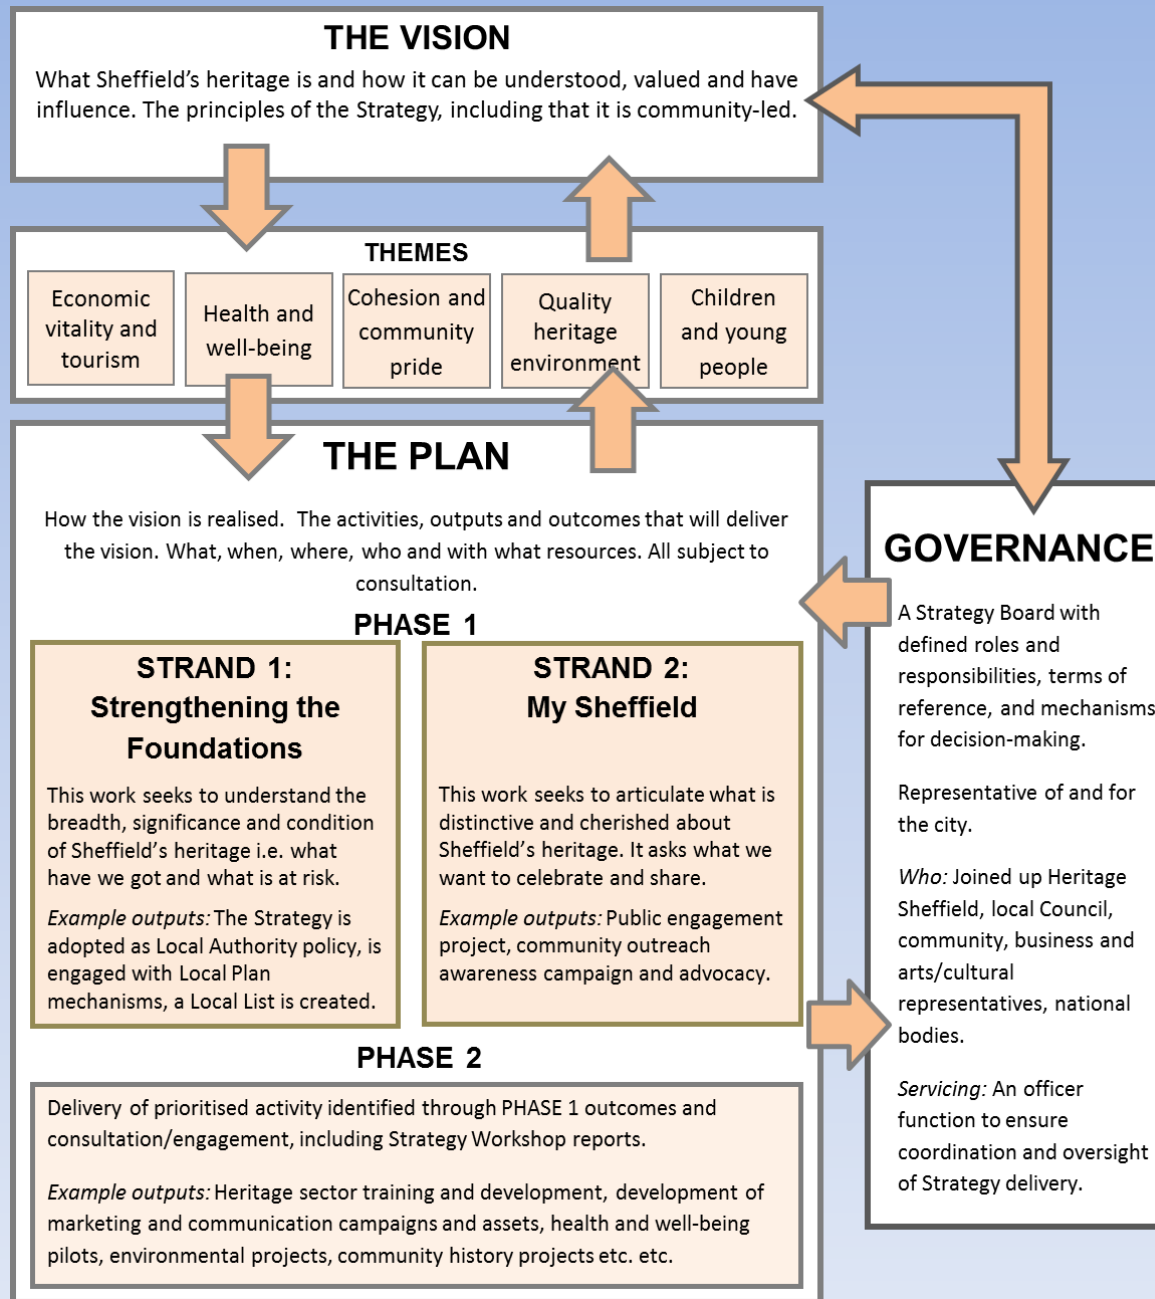 THE VISION
What Sheffield’s heritage is and how it can be understood, valued and have
influence. The principles of the Strategy, including that it is community-led.
THEMES
Economic
vitality and
tourism
Health and
well-being
Cohesion and
community
pride
Quality
heritage
environment
Children
and young
people
THE PLAN
How the vision is realised. The activities, outputs and outcomes that will deliver
the vision. What, when, where, who and with what resources. All subject to
consultation.
PHASE 1
STRAND 1:
Strengthening the
Foundations
This work seeks to understand the
breadth, significance and condition
of Sheffield’s heritage i.e. what
have we got and what is at risk.
Example outputs: The Strategy is
adopted as Local Authority policy, is
engaged with Local Plan
mechanisms, a Local List is created.
STRAND 2:
My Sheffield
This work seeks to articulate what is
distinctive and cherished about
Sheffield’s heritage. It asks what we
want to celebrate and share.
Example outputs: Public engagement
project, community outreach
awareness campaign and advocacy.
PHASE 2
Delivery of prioritised activity identified through PHASE 1 outcomes and
consultation/engagement, including Strategy Workshop reports.
Example outputs: Heritage sector training and development, development of
marketing and communication campaigns and assets, health and well-being
pilots, environmental projects, community history projects etc. etc.
GOVERNANCE
A Strategy Board with
defined roles and
responsibilities, terms of
reference, and mechanisms
for decision-making.
Representative of and for
the city.
Who: Joined up Heritage
Sheffield, local Council,
community, business and
arts/cultural
representatives, national
bodies.
Servicing: An officer
function to ensure
coordination and oversight
of Strategy delivery.